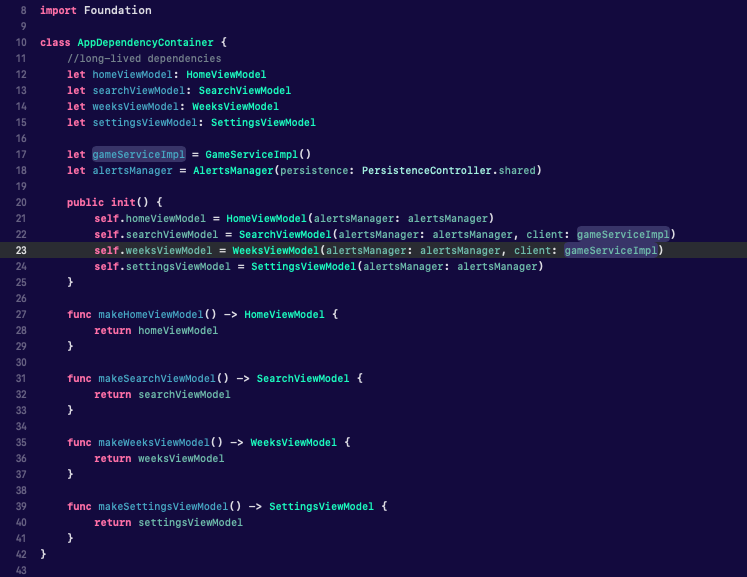 8 import Foundation
9
10 class AppDependencyContainer {
11 //long-lived dependencies
12 let homeViewModel: HomeViewModel
13 let searchViewModel: SearchViewModel
14 let weeksViewModel: WeeksViewModel
15 let settingsViewModel: SettingsViewModel
16
17 let gameServiceImpl = GameServiceImpl()
18 let alertsManager = AlertsManager(persistence: PersistenceController.shared)
19
20 public init() {
21 self.homeViewModel = HomeViewModel(alertsManager: alertsManager)
22 self.searchViewModel = SearchViewModel(alertsManager: alertsManager, client: gameServiceImpl)
23 self.weeksViewModel = WeeksViewModel(alertsManager: alertsManager, client: gameServiceImpl)
24 self.settingsViewModel = SettingsViewModel(alertsManager: alertsManager)
25 }
26
27 func makeHomeViewModel() -> HomeViewModel {
28 return homeViewModel
29 }
30
31 func makeSearchViewModel() -> SearchViewModel {
32 return searchViewModel
33 }
34
35 func makeWeeksViewModel() -> WeeksViewModel {
36 return weeksViewModel
37 }
38
39 func makeSettingsViewModel() -> SettingsViewModel {
40 return settingsViewModel
41 }
42 }
43